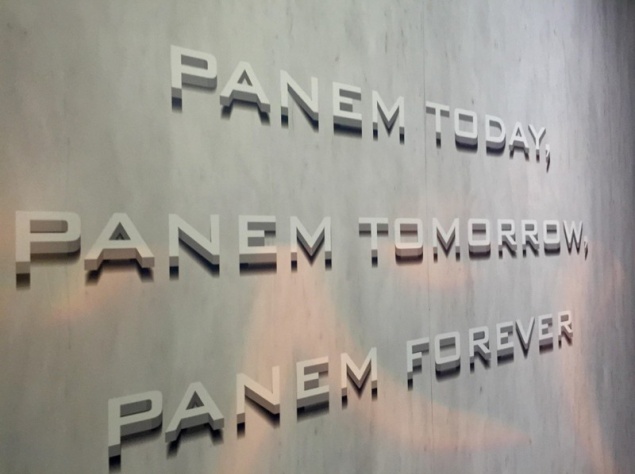 PANEM TODAY,
PANEM TOMORROW,
PANEM FOREVER